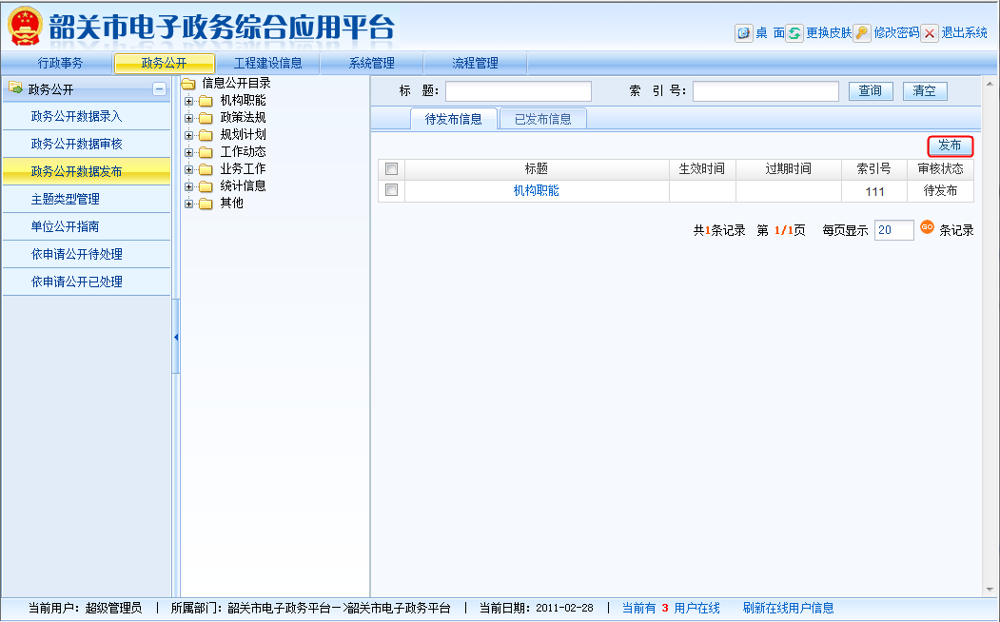 韶关市电子政务综合应用平台
桌 面 更换皮肤 修改密码 退出系统
行政事务 政务公开 工程建设信息 系统管理 流程管理
政务公开
政务公开数据录入
政务公开数据审核
政务公开数据发布
主题类型管理
单位公开指南
依申请公开待处理
依申请公开已处理
信息公开目录
机构职能
政策法规
规划计划
工作动态
业务工作
统计信息
其他
标 题: 索 引 号: 查询 清空
待发布信息 已发布信息
发布
标题 生效时间 过期时间 索引号 审核状态
机构职能 111 待发布
共1条记录 第 1/1页 每页显示 20 GO 条记录
当前用户: 超级管理员 | 所属部门: 韶关市电子政务平台->韶关市电子政务平台 | 当前日期: 2011-02-28 | 当前有 3 用户在线 刷新在线用户信息